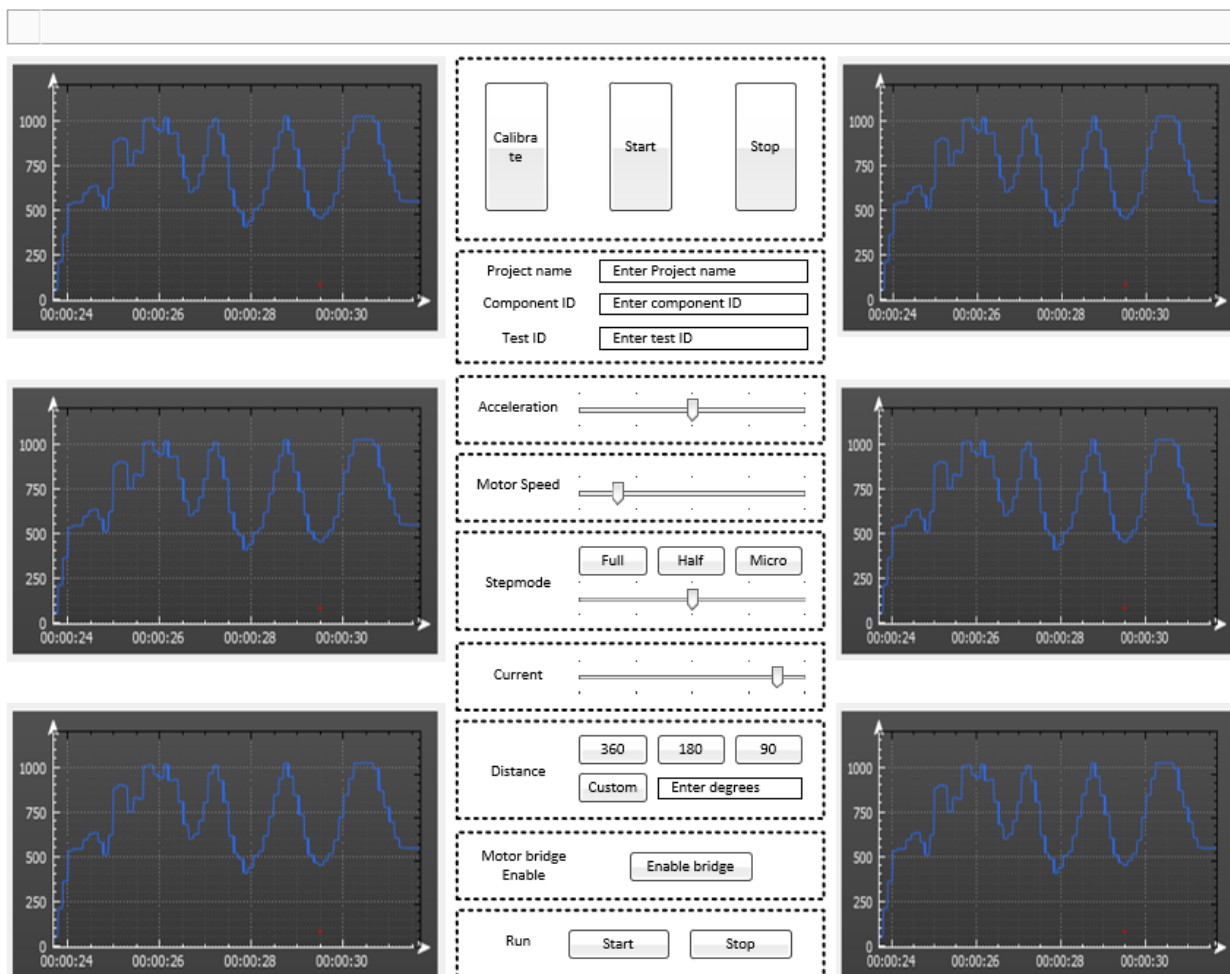 1000
750
500
250
0
00:00:24 00:00:26 00:00:28 00:00:30
Calibra
te
Start
Stop
1000
750
500
250
0
00:00:24 00:00:26 00:00:28 00:00:30
Project name Enter Project name
Component ID Enter component ID
Test ID Enter test ID
1000
750
500
250
0
00:00:24 00:00:26 00:00:28 00:00:30
Acceleration
Motor Speed
Full Half Micro
Stepmode
1000
750
500
250
0
00:00:24 00:00:26 00:00:28 00:00:30
Current
1000
750
500
250
0
00:00:24 00:00:26 00:00:28 00:00:30
360 180 90
Distance
Custom Enter degrees
Motor bridge
Enable
Enable bridge
Run Start Stop
1000
750
500
250
0
00:00:24 00:00:26 00:00:28 00:00:30